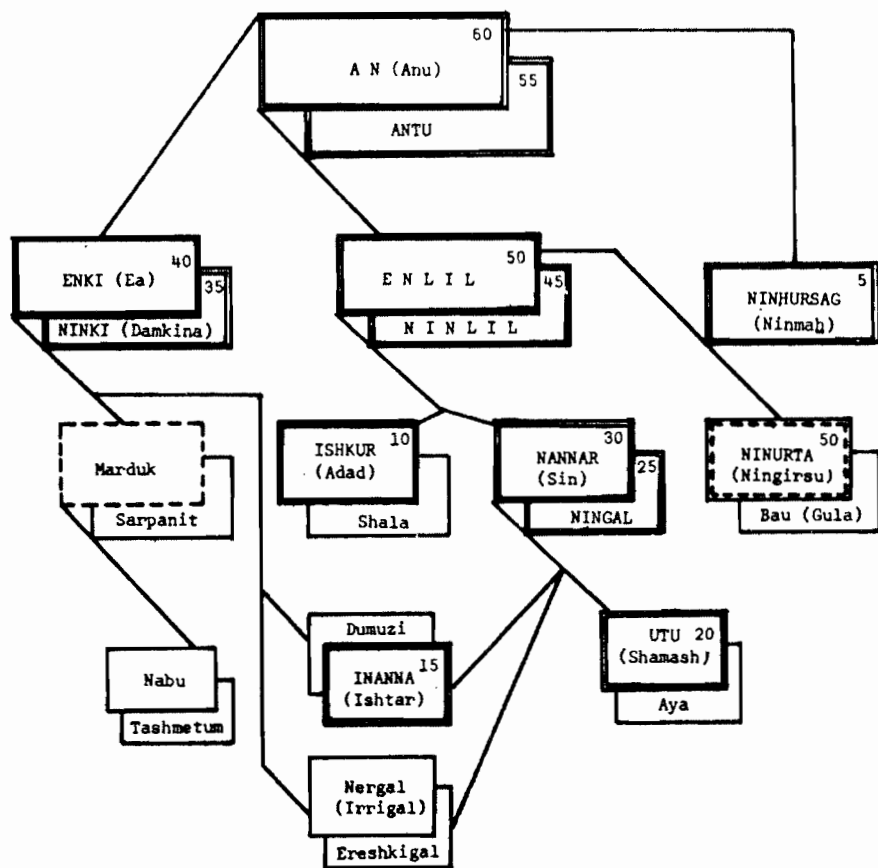 60
A N (Anu)
55
ANTU
40
ENKI (Ea)
35
NINKI (Damkina)
50
E N L I L
45
N I N L I L
5
NINHURSAG
(Ninmah)
Marduk
Sarpanit
10
ISHKUR
(Adad)
Shala
30
NANNAR
(Sin)
25
NINGAL
50
NINURTA
(Ningirsu)
Bau (Gula)
Nabu
Tashmetum
Dumuzi
15
INANNA
(Ishtar)
UTU 20
(Shamash)
Aya
Nergal
(Irrigal)
Ereshkigal